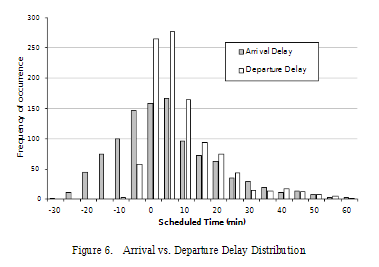 300
250
200
150
100
50
0
Frequency of occurrence
Arrival Delay
Departure Delay
-30 -20 -10 0 10 20 30 40 50 60
Scheduled Time (min)
Figure 6. Arrival vs. Departure Delay Distribution